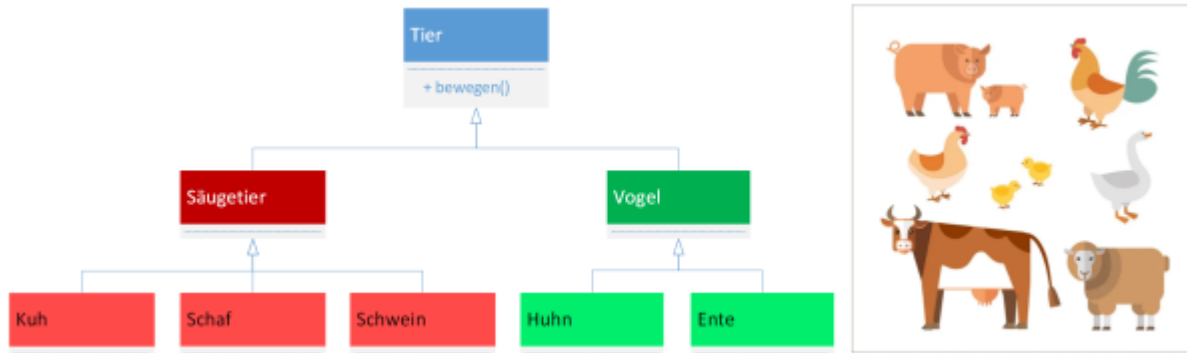 Tier
+ bewegen()
Säugetier
Vogel
Kuh
Schaf
Schwein
Huhn
Ente